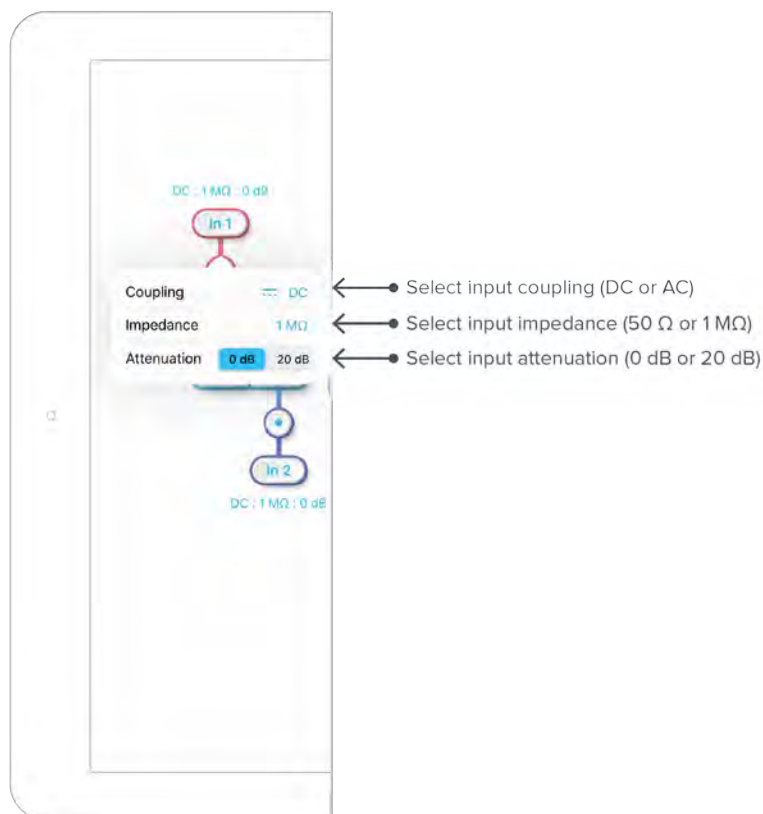 DC : 1 MΩ : 0 dB
In 1
Coupling DC Select input coupling (DC or AC)
Impedance 1 MΩ Select input impedance (50 Ω or 1 MΩ)
Attenuation 0 dB 20 dB Select input attenuation (0 dB or 20 dB)
In 2
DC : 1 MΩ : 0 dB